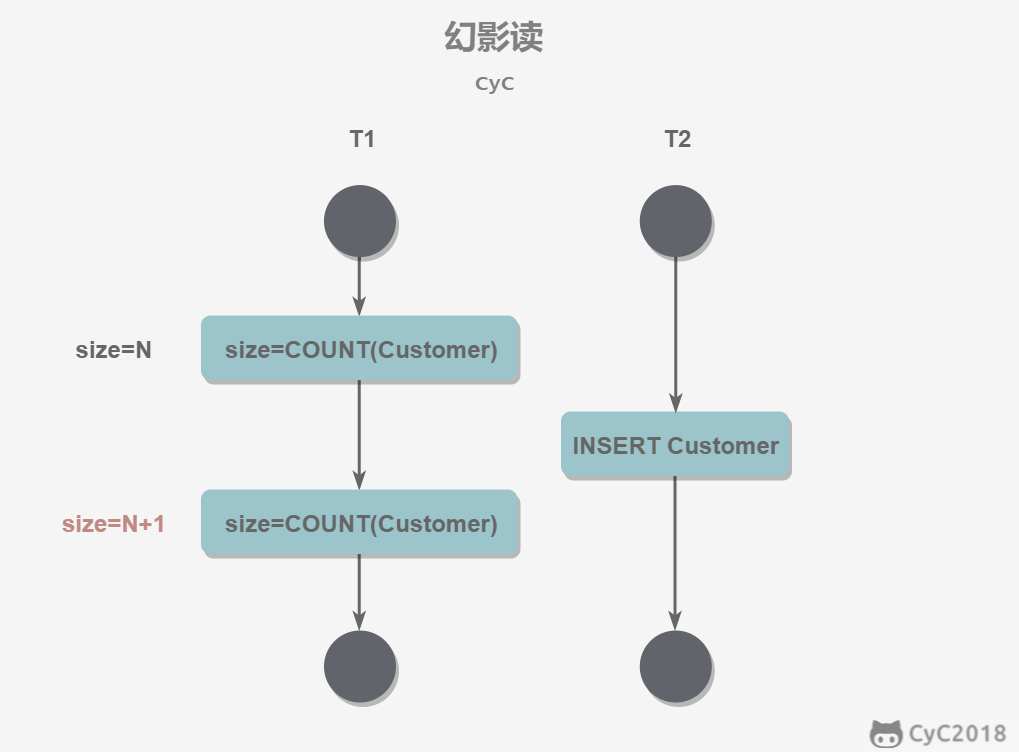 幻影读
CyC
T1
T2
size=N
size=COUNT(Customer)
INSERT Customer
size=N+1
size=COUNT(Customer)
CyC2018